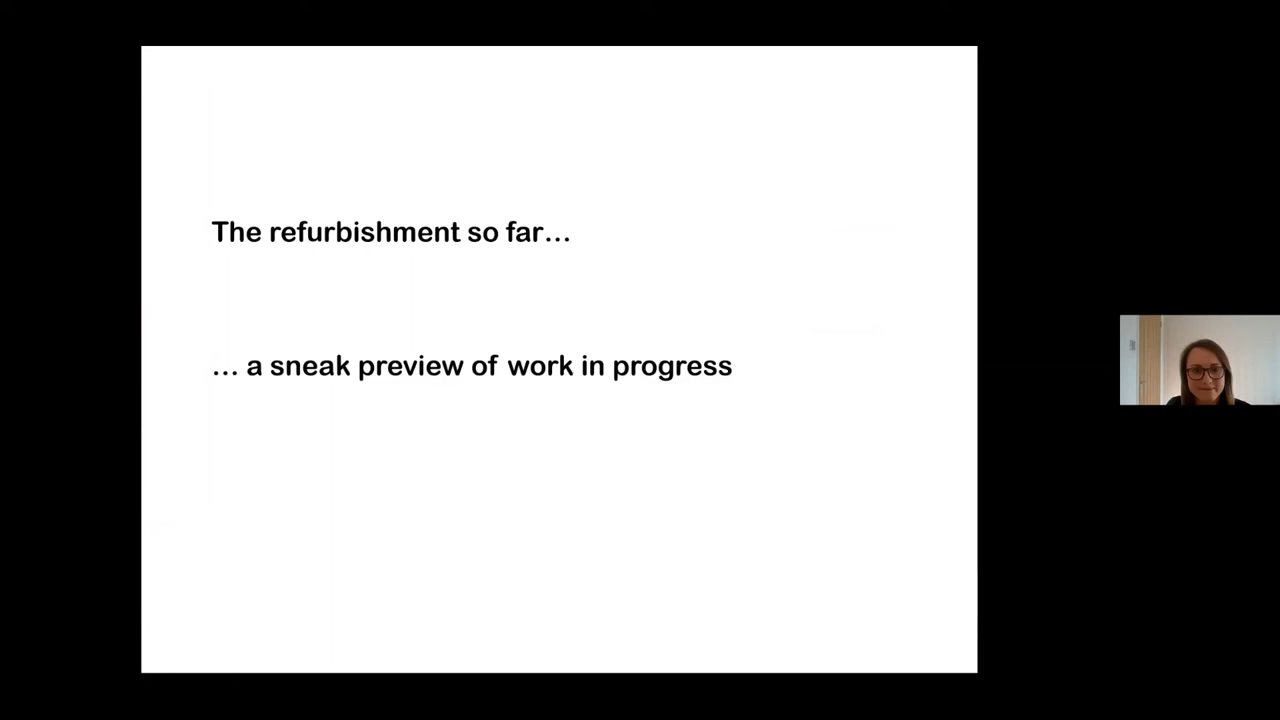 The refurbishment so far…
… a sneak preview of work in progress